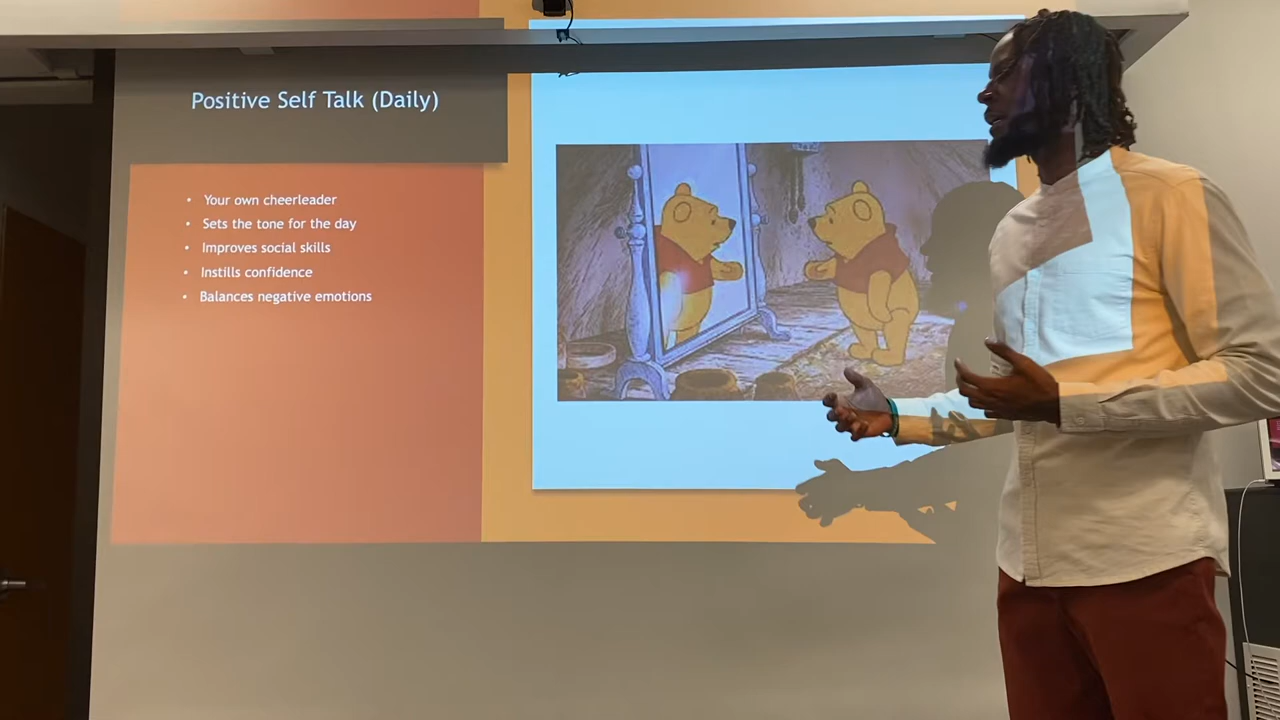 Positive Self Talk (Daily)
• Your own cheerleader
• Sets the tone for the day
• Improves social skills
• Instills confidence
• Balances negative emotions